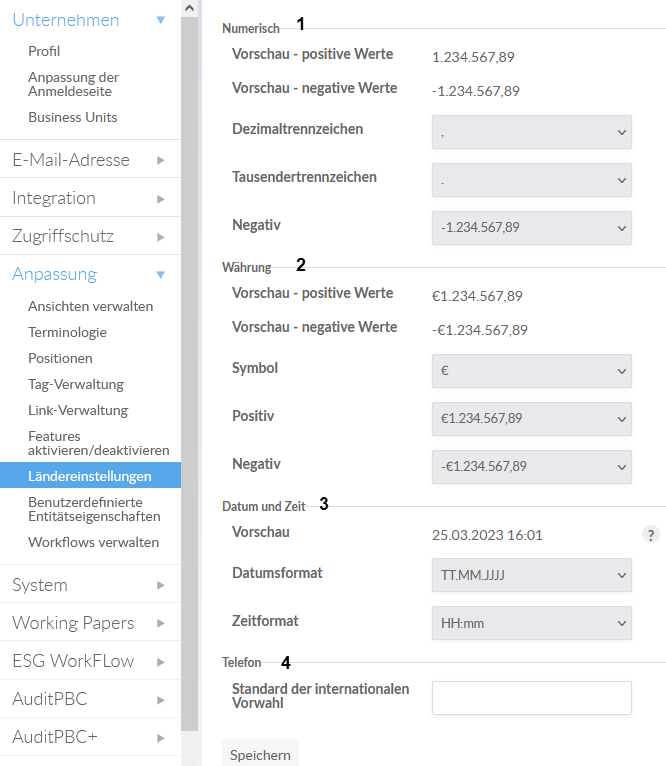 Unternehmen
Profil
Anpassung der
Anmeldeseite
Business Units
E-Mail-Adresse
Integration
Zugriffschutz
Anpassung
Ansichten verwalten
Terminologie
Positionen
Tag-Verwaltung
Link-Verwaltung
Features
aktivieren/deaktivieren
Ländereinstellungen
Benutzerdefinierte
Entitätseigenschaften
Workflows verwalten
System
Working Papers
ESG WorkFLow
AuditPBC
AuditPBC+
Numerisch 1
Vorschau - positive Werte 1.234.567,89
Vorschau - negative Werte -1.234.567,89
Dezimaltrennzeichen ,
Tausendertrennzeichen .
Negativ -1.234.567,89
Währung 2
Vorschau - positive Werte €1.234.567,89
Vorschau - negative Werte -€1.234.567,89
Symbol €
Positiv €1.234.567,89
Negativ -€1.234.567,89
Datum und Zeit 3
Vorschau 25.03.2023 16:01 ?
Datumsformat TT.MM.JJJJ
Zeitformat HH:mm
Telefon 4
Standard der internationalen
Vorwahl
Speichern